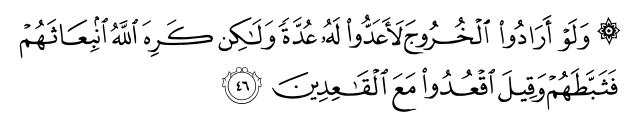 ۞ وَلَوْ أَرَادُوا۟ ٱلْخُرُوجَ لَأَعَدُّوا۟ لَهُۥ عُدَّةً وَلَـٰكِن كَرِهَ ٱللَّهُ ٱنۢبِعَاثَهُمْ
فَثَبَّطَهُمْ وَقِيلَ ٱقْعُدُوا۟ مَعَ ٱلْقَـٰعِدِينَ ٤٦